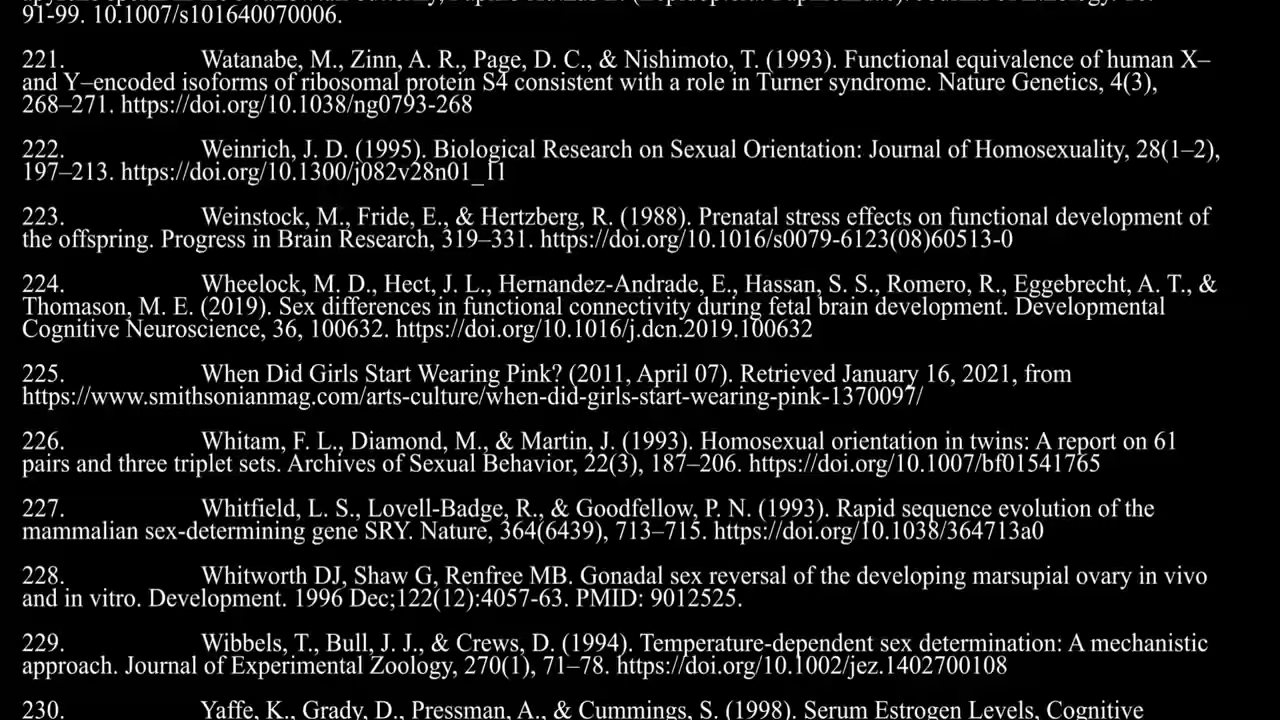 91-99. 10.1007/s101640070006.
221. Watanabe, M., Zinn, A. R., Page, D. C., & Nishimoto, T. (1993). Functional equivalence of human X–
and Y–encoded isoforms of ribosomal protein S4 consistent with a role in Turner syndrome. Nature Genetics, 4(3),
268–271. https://doi.org/10.1038/ng0793-268
222. Weinrich, J. D. (1995). Biological Research on Sexual Orientation: Journal of Homosexuality, 28(1–2),
197–213. https://doi.org/10.1300/j082v28n01_11
223. Weinstock, M., Fride, E., & Hertzberg, R. (1988). Prenatal stress effects on functional development of
the offspring. Progress in Brain Research, 319–331. https://doi.org/10.1016/s0079-6123(08)60513-0
224. Wheelock, M. D., Hect, J. L., Hernandez-Andrade, E., Hassan, S. S., Romero, R., Eggebrecht, A. T., &
Thomason, M. E. (2019). Sex differences in functional connectivity during fetal brain development. Developmental
Cognitive Neuroscience, 36, 100632. https://doi.org/10.1016/j.dcn.2019.100632
225. When Did Girls Start Wearing Pink? (2011, April 07). Retrieved January 16, 2021, from
https://www.smithsonianmag.com/arts-culture/when-did-girls-start-wearing-pink-1370097/
226. Whitam, F. L., Diamond, M., & Martin, J. (1993). Homosexual orientation in twins: A report on 61
pairs and three triplet sets. Archives of Sexual Behavior, 22(3), 187–206. https://doi.org/10.1007/bf01541765
227. Whitfield, L. S., Lovell-Badge, R., & Goodfellow, P. N. (1993). Rapid sequence evolution of the
mammalian sex-determining gene SRY. Nature, 364(6439), 713–715. https://doi.org/10.1038/364713a0
228. Whitworth DJ, Shaw G, Renfree MB. Gonadal sex reversal of the developing marsupial ovary in vivo
and in vitro. Development. 1996 Dec;122(12):4057-63. PMID: 9012525.
229. Wibbels, T., Bull, J. J., & Crews, D. (1994). Temperature-dependent sex determination: A mechanistic
approach. Journal of Experimental Zoology, 270(1), 71–78. https://doi.org/10.1002/jez.1402700108
230. Yaffe, K., Grady, D., Pressman, A., & Cummings, S. (1998). Serum Estrogen Levels, Cognitive